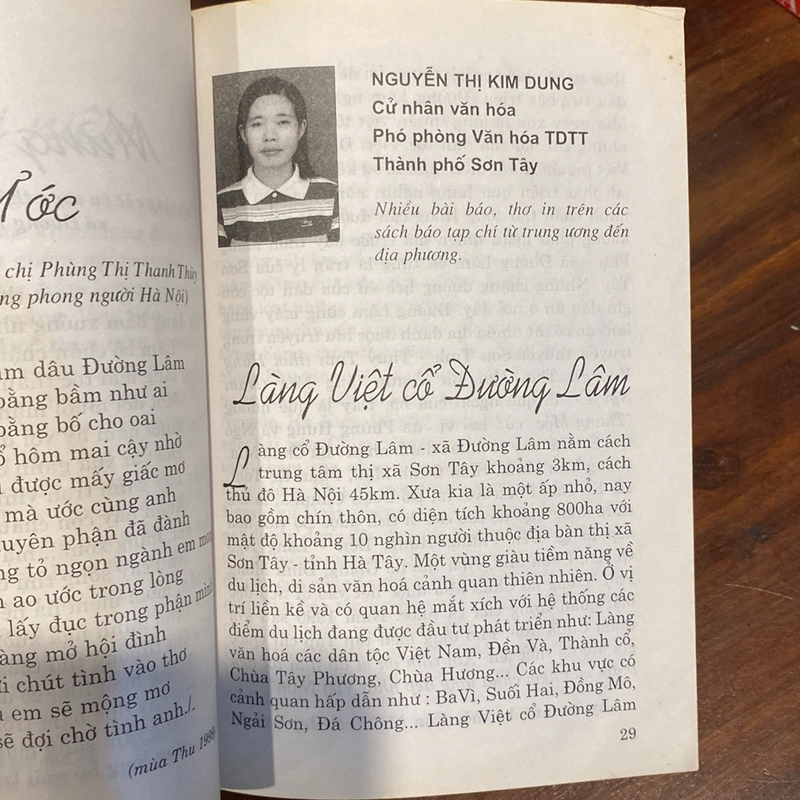 Ước
chị Phùng Thị Thanh Thủy
phong người Hà Nội)
dâu Đường Lâm
bằng bầm như ai
bằng bố cho oai
hôm mai cậy nhờ
được mấy giấc mơ
mà ước cùng anh
phận đã đành
tỏ ngọn ngành em
ao ước trong lòng
lấy đục trong phận mình
mở hội đình
chút tình vào thơ
em sẽ mộng mơ
sẽ đợi chờ tình anh./.
(mùa Thu 1999
NGUYỄN THỊ KIM DUNG
Cử nhân văn hóa
Phó phòng Văn hóa TDTT
Thành phố Sơn Tây
Nhiều bài báo, thơ in trên các
sách báo tạp chí từ trung ương đến
địa phương.
Làng Việt cổ Đường Lâm
Làng cổ Đường Lâm - xã Đường Lâm nằm cách
trung tâm thị xã Sơn Tây khoảng 3km, cách
thủ đô Hà Nội 45km. Xưa kia là một ấp nhỏ, nay
bao gồm chín thôn, có diện tích khoảng 800ha với
mật độ khoảng 10 nghìn người thuộc địa bàn thị xã
Sơn Tây - tỉnh Hà Tây. Một vùng giàu tiềm năng về
du lịch, di sản văn hoá cảnh quan thiên nhiên. Ở vị
trí liền kề và có quan hệ mắt xích với hệ thống các
điểm du lịch đang được đầu tư phát triển như: Làng
văn hoá các dân tộc Việt Nam, Đền Và, Thành cổ,
Chùa Tây Phương, Chùa Hương... Các khu vực có
cảnh quan hấp dẫn như : BaVì, Suối Hai, Đồng Mô,
Ngải Sơn, Đá Chông... Làng Việt cổ Đường Lâm
29